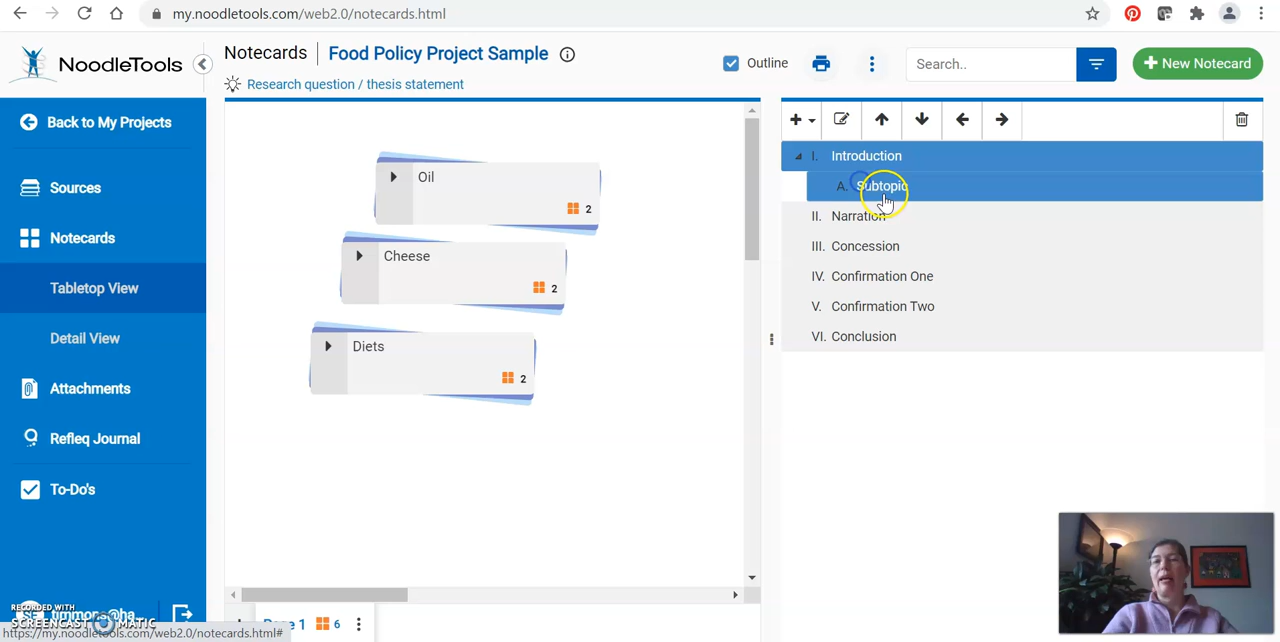 my.noodletools.com/web2.0/notecards.html
NoodleTools
Notecards
Food Policy Project Sample
Research question / thesis statement
Outline
Search..
New Notecard
Back to My Projects
Sources
Notecards
Tabletop View
Detail View
Attachments
Refleq Journal
To-Do's
Oil
2
Cheese
2
Diets
2
I. Introduction
A. Subtopic
II. Narration
III. Concession
IV. Confirmation One
V. Confirmation Two
VI. Conclusion
1
6
RECORDED WITH
SCREENCAST MATIC
https://my.noodletools.com/web2.0/notecards.html#